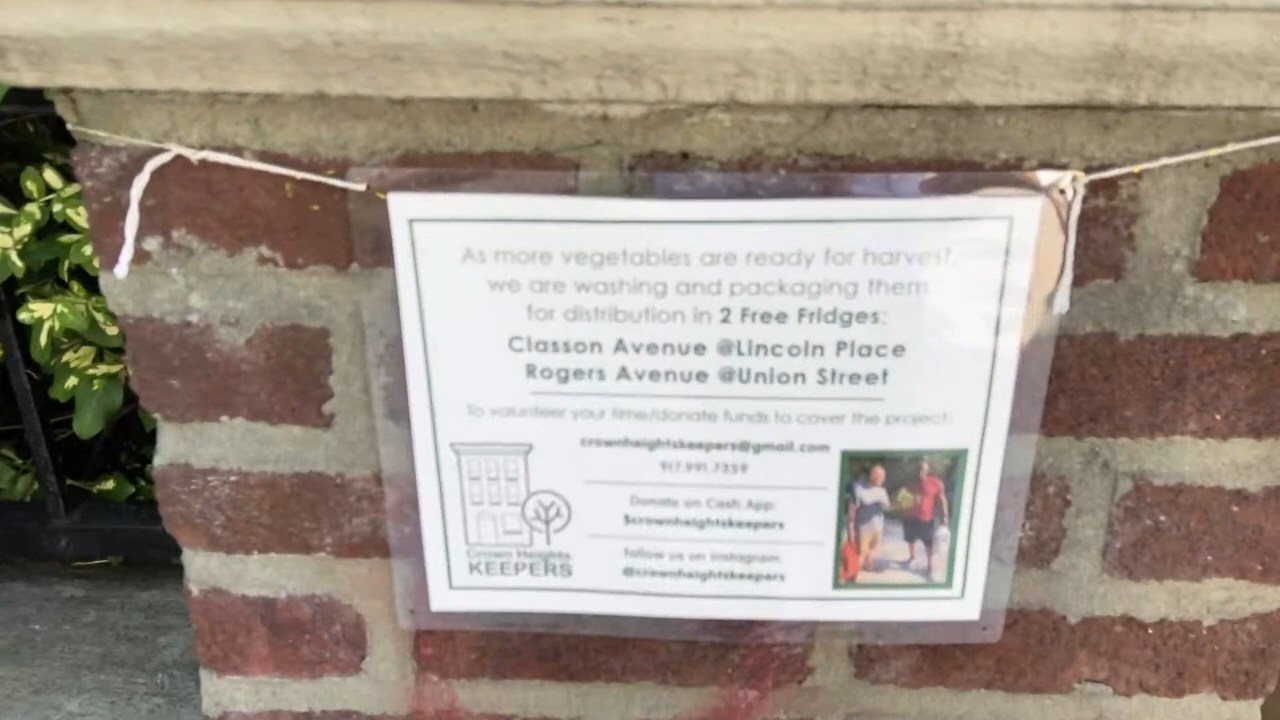 As more vegetables are ready for harvest,
we are washing and packaging them
for distribution in 2 Free Fridges:
Classon Avenue @Lincoln Place
Rogers Avenue @Union Street
To volunteer your time/donate funds to cover this project:
crownheightskeepers@gmail.com
917.991.7359
Donate on Cash App:
$crownheightskeepers
follow us on instagram:
@crownheightskeepers
Crown Heights
KEEPERS